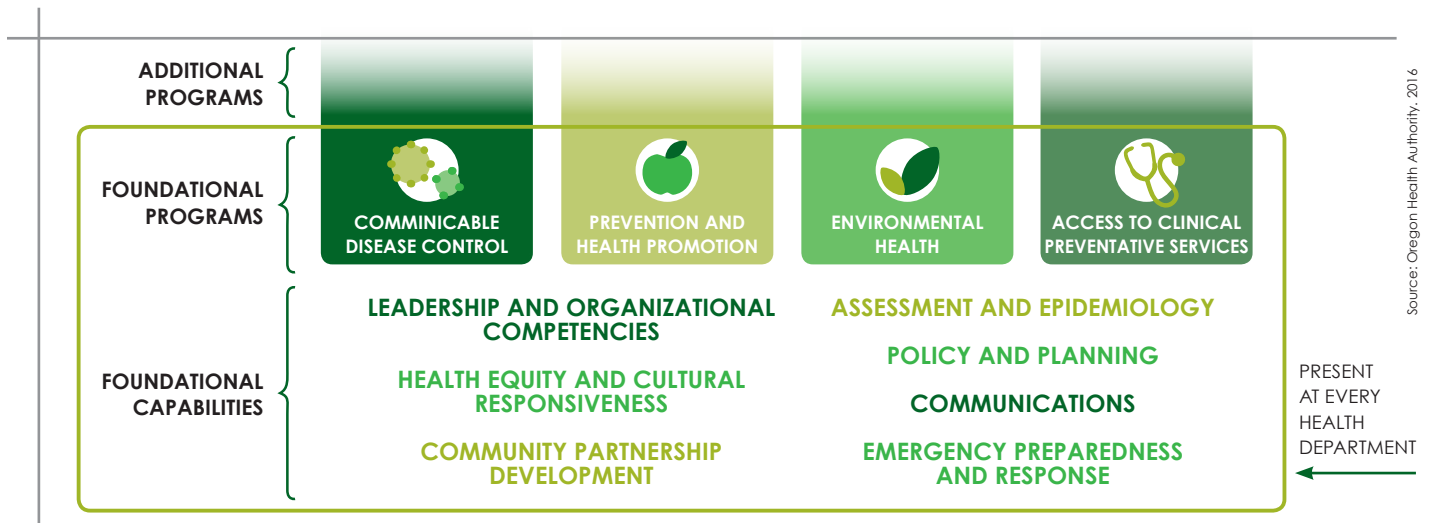 ADDITIONAL
PROGRAMS
FOUNDATIONAL
PROGRAMS
COMMINICABLE
DISEASE CONTROL
PREVENTION AND
HEALTH PROMOTION
ENVIRONMENTAL
HEALTH
ACCESS TO CLINICAL
PREVENTATIVE SERVICES
FOUNDATIONAL
CAPABILITIES
LEADERSHIP AND ORGANIZATIONAL
COMPETENCIES
HEALTH EQUITY AND CULTURAL
RESPONSIVENESS
COMMUNITY PARTNERSHIP
DEVELOPMENT
ASSESSMENT AND EPIDEMIOLOGY
POLICY AND PLANNING
COMMUNICATIONS
EMERGENCY PREPAREDNESS
AND RESPONSE
PRESENT
AT EVERY
HEALTH
DEPARTMENT
Source: Oregon Health Authority, 2016